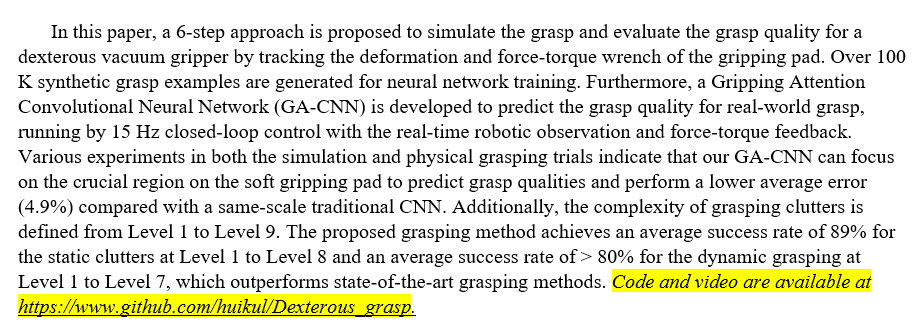 In this paper, a 6-step approach is proposed to simulate the grasp and evaluate the grasp quality for a
dexterous vacuum gripper by tracking the deformation and force-torque wrench of the gripping pad. Over 100
K synthetic grasp examples are generated for neural network training. Furthermore, a Gripping Attention
Convolutional Neural Network (GA-CNN) is developed to predict the grasp quality for real-world grasp,
running by 15 Hz closed-loop control with the real-time robotic observation and force-torque feedback.
Various experiments in both the simulation and physical grasping trials indicate that our GA-CNN can focus
on the crucial region on the soft gripping pad to predict grasp qualities and perform a lower average error
(4.9%) compared with a same-scale traditional CNN. Additionally, the complexity of grasping clutters is
defined from Level 1 to Level 9. The proposed grasping method achieves an average success rate of 89% for
the static clutters at Level 1 to Level 8 and an average success rate of > 80% for the dynamic grasping at
Level 1 to Level 7, which outperforms state-of-the-art grasping methods. Code and video are available at
https://www.github.com/huikul/Dexterous_grasp.